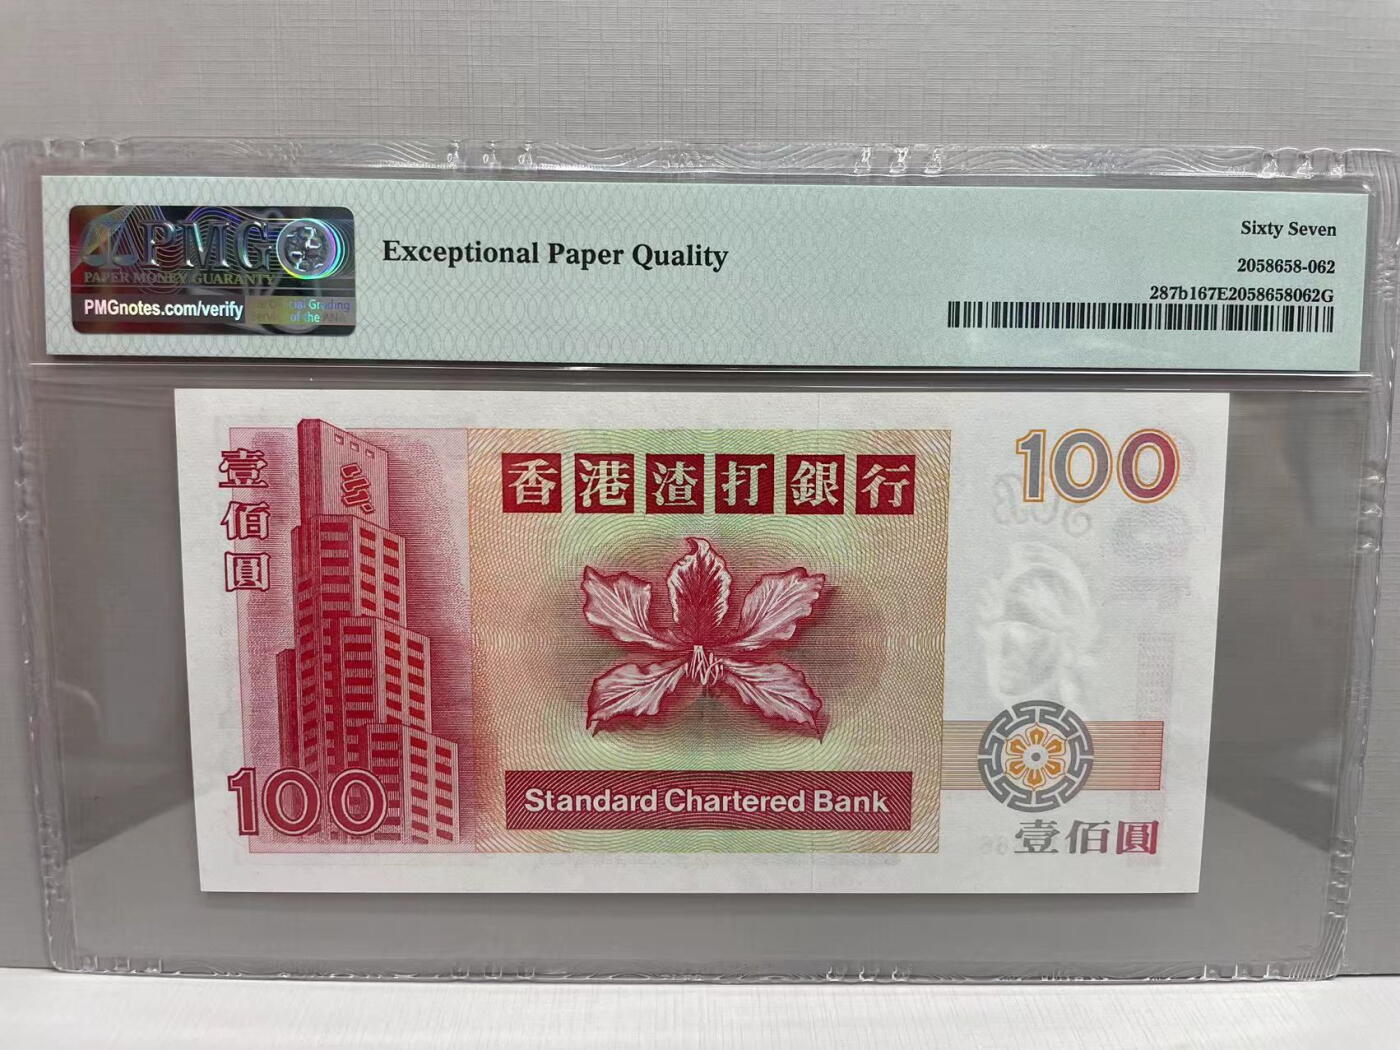 PMG
PAPER MONEY GUARANTY
PMGnotes.com/verify
Exceptional Paper Quality
Sixty Seven
2058658-062
287b167E2058658062G
壹佰圓
香港渣打銀行
100
100
Standard Chartered Bank
壹佰圓